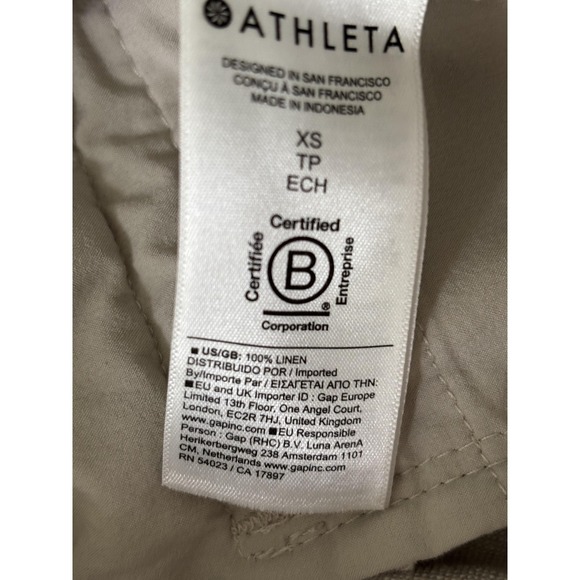 ATHLETA
DESIGNED IN SAN FRANCISCO
CONÇU À SAN FRANCISCO
MADE IN INDONESIA
XS
TP
ECH
Certified
Certifiée
B
Entreprise
®
Corporation
■ US/GB: 100% LINEN
DISTRIBUIDO POR / Imported
By/Importe Par / ΕΙΣΑΓΕΤΑΙ ΑΠΟ ΤΗΝ:
■ EU and UK Importer ID : Gap Europe
Limited 13th Floor, One Angel Court,
London, EC2R 7HJ, United Kingdom
www.gapinc.com ■ EU Responsible
Person : Gap (RHC) B.V. Luna ArenA
Herikerbergweg 238 Amsterdam 1101
CM, Netherlands www.gapinc.com
RN 54023 / CA 17897